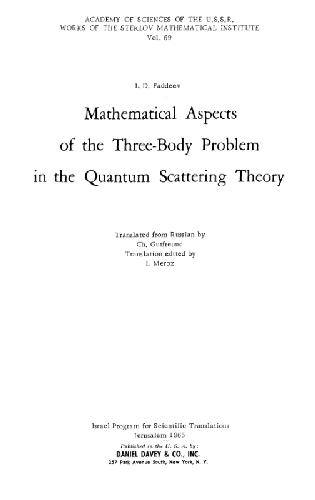 ACADEMY OF SCIENCES OF THE U.S.S.R.
WORKS OF THE STEKLOV MATHEMATICAL INSTITUTE
Vol. 69
L. D. Faddeev
Mathematical Aspects
of the Three-Body Problem
in the Quantum Scattering Theory
Translated from Russian by
Ch. Gutfreund
Translation edited by
I. Meroz
Israel Program for Scientific Translations
Jerusalem 1965
Published in the U. S. A. by:
DANIEL DAVEY & CO., INC.
257 Park Avenue South, New York, N. Y.